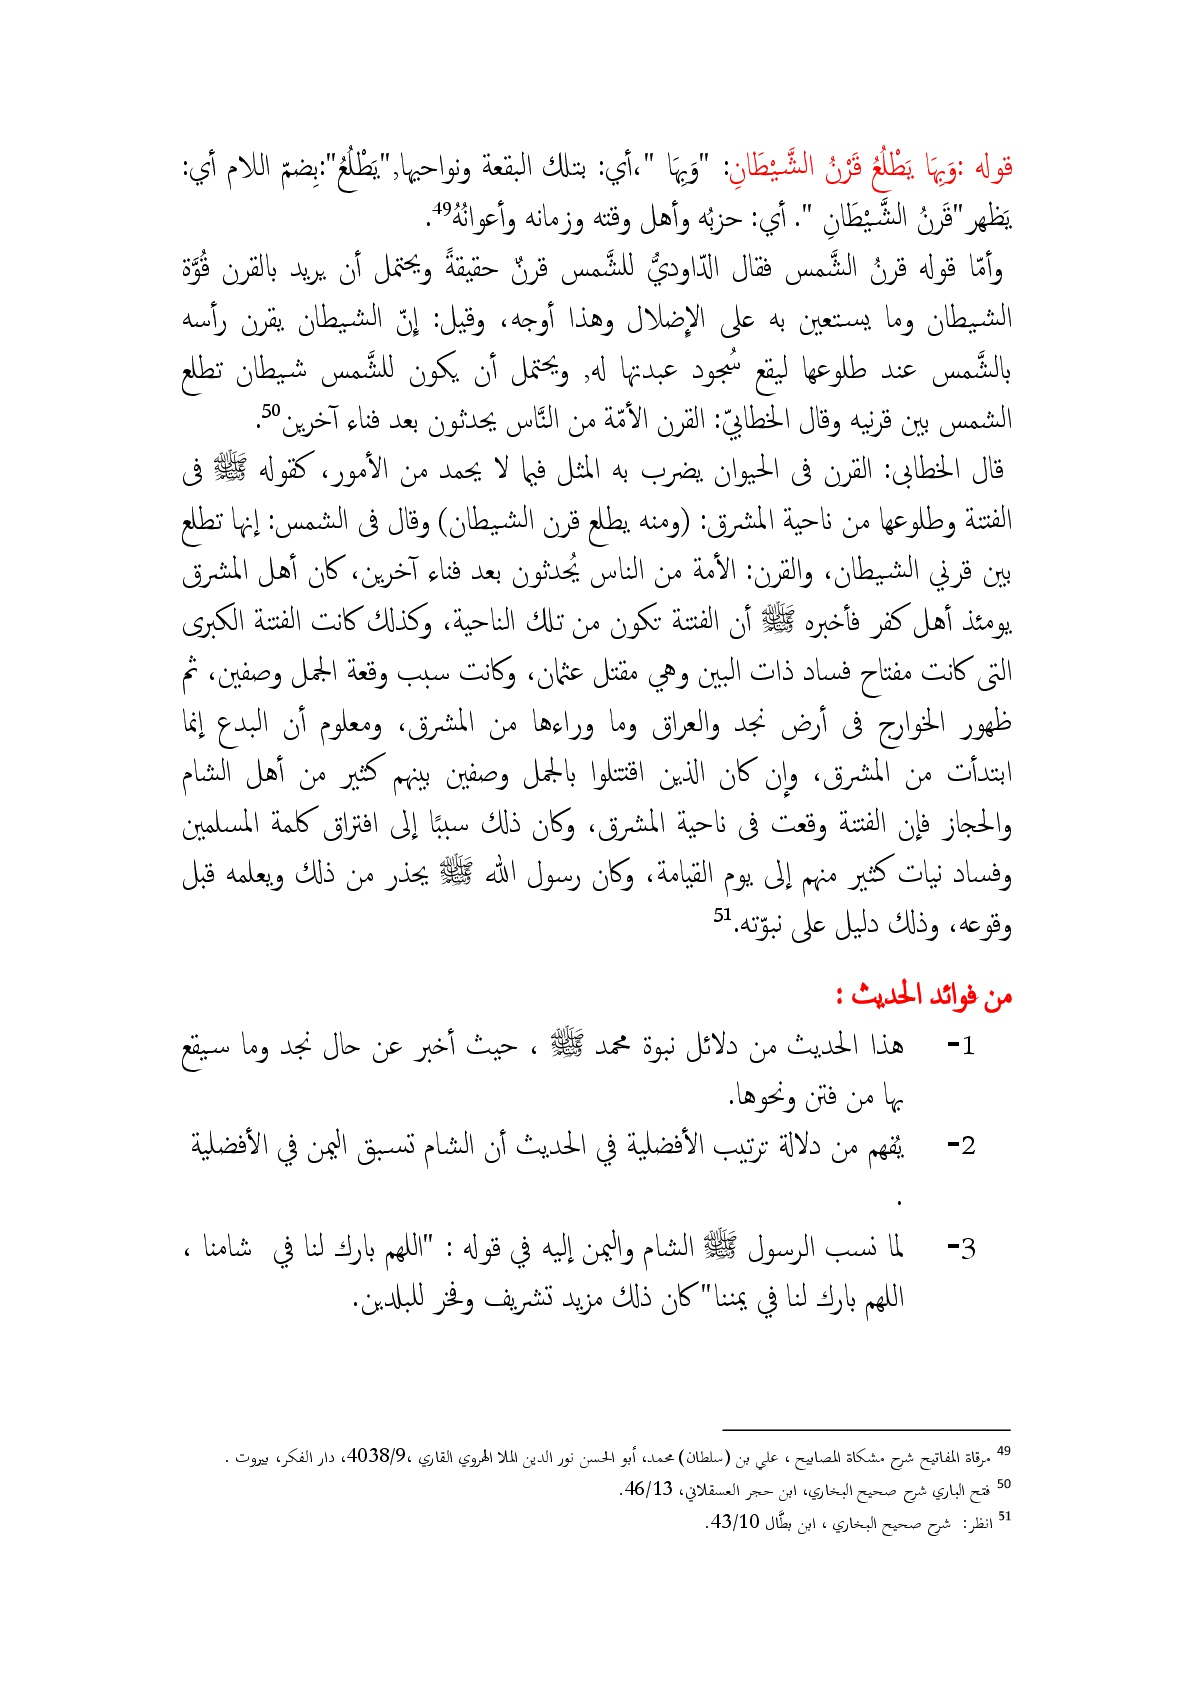 قوله :وَبِهَا يَطْلُعُ قَرْنُ الشَّيْطَانِ: "وَبِهَا "،أي: بتلك البقعة ونواحيها,"يَطْلُعُ":بِضمّ اللام أي:
يَظهر"قَرنُ الشَّيْطَانِ ". أي: حزبُه وأهل وقته وزمانه وأعوانُهُ49.
وأمّا قوله قرنُ الشَّمس فقال الدّاوديُّ للشَّمس قرنٌ حقيقةً ويحتمل أن يريد بالقرن قُوَّة
الشيطان وما يستعين به على الإضلال وهذا أوجه، وقيل: إنّ الشيطان يقرن رأسه
بالشَّمس عند طلوعها ليقع سُجود عبدتها له, ويحتمل أن يكون للشَّمس شيطان تطلع
الشمس بين قرنيه وقال الخطابيّ: القرن الأمّة من النَّاس يحدثون بعد فناء آخرين50.
قال الخطابى: القرن فى الحيوان يضرب به المثل فيما لا يحمد من الأمور، كقوله ﷺ فى
الفتنة وطلوعها من ناحية المشرق: (ومنه يطلع قرن الشيطان) وقال فى الشمس: إنها تطلع
بين قرني الشيطان، والقرن: الأمة من الناس يُحدثون بعد فناء آخرين، كان أهل المشرق
يومئذ أهل كفر فأخبره ﷺ أن الفتنة تكون من تلك الناحية، وكذلك كانت الفتنة الكبرى
التى كانت مفتاح فساد ذات البين وهي مقتل عثمان، وكانت سبب وقعة الجمل وصفين، ثم
ظهور الخوارج فى أرض نجد والعراق وما وراءها من المشرق، ومعلوم أن البدع إنما
ابتدأت من المشرق، وإن كان الذين اقتتلوا بالجمل وصفين بينهم كثير من أهل الشام
والحجاز فإن الفتنة وقعت فى ناحية المشرق، وكان ذلك سببًا إلى افتراق كلمة المسلمين
وفساد نيات كثير منهم إلى يوم القيامة، وكان رسول الله ﷺ يحذر من ذلك ويعلمه قبل
وقوعه، وذلك دليل على نبوّته.51
من فوائد الحديث :
1- هذا الحديث من دلائل نبوة محمد ﷺ ، حيث أخبر عن حال نجد وما سيقع
بها من فتن ونحوها.
2- يُفهم من دلالة ترتيب الأفضلية في الحديث أن الشام تسبق اليمن في الأفضلية
.
3- لما نسب الرسول ﷺ الشام واليمن إليه في قوله : "اللهم بارك لنا في شامنا ،
اللهم بارك لنا في يمننا"كان ذلك مزيد تشريف وفخر للبلدين.
49 مرقاة المفاتيح شرح مشكاة المصابيح ، علي بن (سلطان) محمد، أبو الحسن نور الدين الملا الهروي القاري ،4038/9، دار الفكر، بيروت .
50 فتح الباري شرح صحيح البخاري، ابن حجر العسقلاني، 46/13.
51 انظر: شرح صحيح البخاري ، ابن بطَّال 43/10.